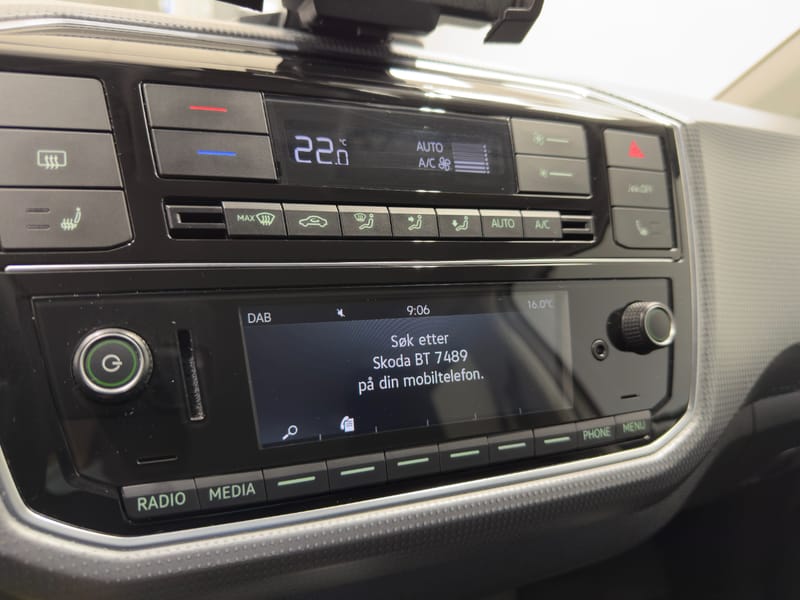 22.0 °C
AUTO
A/C
MAX
AUTO
A/C
OFF
DAB
9:06
16.0°C
Søk etter
Skoda BT 7489
på din mobiltelefon.
RADIO
MEDIA
PHONE
MENU